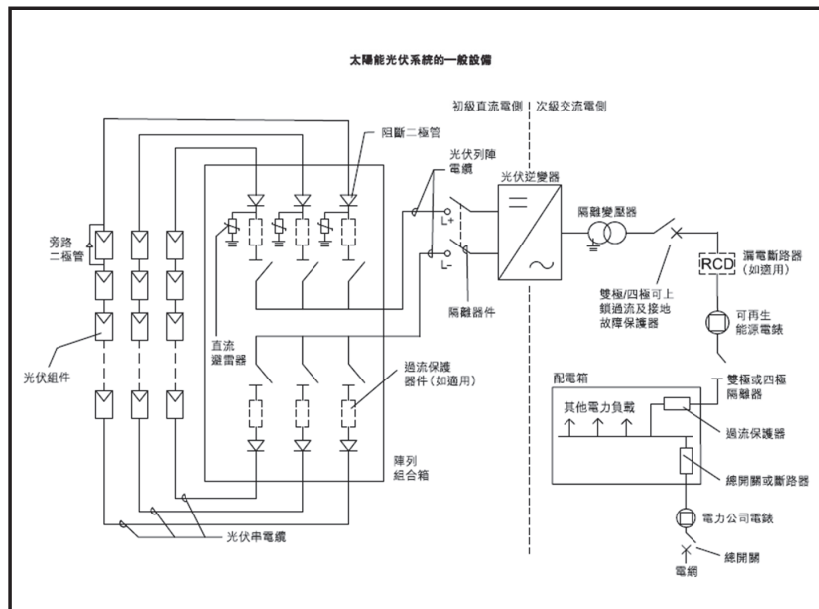 太陽能光伏系統的一般設備
初級直流電側
次級交流電側
阻斷二極管
光伏列陣
電纜
光伏逆變器
隔離變壓器
L+
L-
旁路
二極管
RCD
漏電斷路器
(如適用)
雙極/四極可上
鎖過流及接地
故障保護器
隔離器件
可再生
能源電錶
直流
避雷器
過流保護
器件(如適用)
光伏組件
配電箱
雙極或四極
隔離器
其他電力負載
過流保護器
陣列
組合箱
總開關或斷路器
光伏串電纜
電力公司電錶
總開關
電網